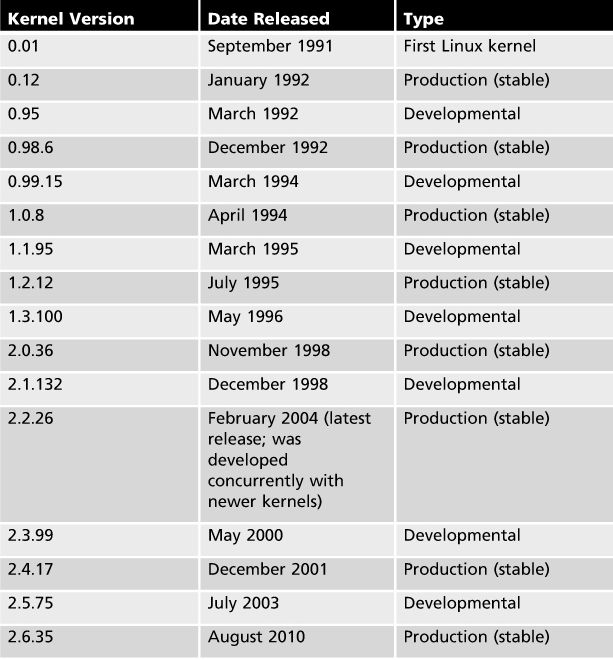 Kernel Version Date Released Type
0.01 September 1991 First Linux kernel
0.12 January 1992 Production (stable)
0.95 March 1992 Developmental
0.98.6 December 1992 Production (stable)
0.99.15 March 1994 Developmental
1.0.8 April 1994 Production (stable)
1.1.95 March 1995 Developmental
1.2.12 July 1995 Production (stable)
1.3.100 May 1996 Developmental
2.0.36 November 1998 Production (stable)
2.1.132 December 1998 Developmental
2.2.26 February 2004 (latest Production (stable)
release; was
developed
concurrently with
newer kernels)
2.3.99 May 2000 Developmental
2.4.17 December 2001 Production (stable)
2.5.75 July 2003 Developmental
2.6.35 August 2010 Production (stable)